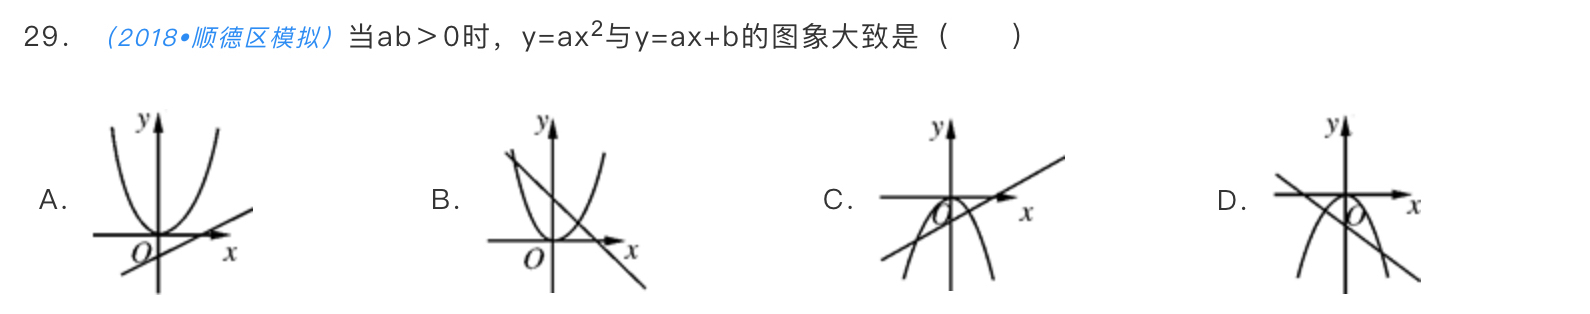 29. （2018•顺德区模拟）当ab＞0时，y=ax²与y=ax+b的图象大致是（　　）
A. y O x B. y O x C. y O x D. y O x